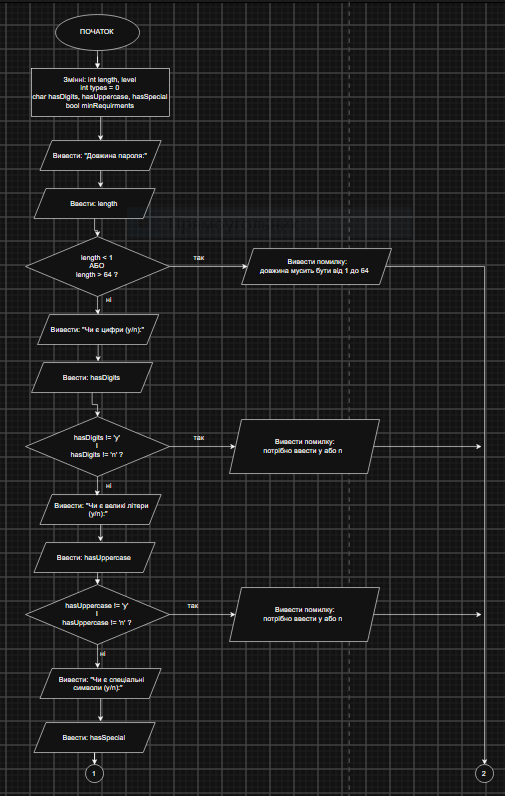 ПОЧАТОК
Змінні: int length, level
int types = 0
char hasDigits, hasUppercase, hasSpecial
bool minRequirments
Вивести: "Довжина пароля:"
Ввести: length
length < 1
АБО
length > 64 ?
так
Вивести помилку:
довжина мусить бути від 1 до 64
ні
Вивести: "Чи є цифри (y/n):"
Ввести: hasDigits
hasDigits != 'y'
І
hasDigits != 'n' ?
так
Вивести помилку:
потрібно ввести y або n
ні
Вивести: "Чи є великі літери
(y/n):"
Ввести: hasUppercase
hasUppercase != 'y'
І
hasUppercase != 'n' ?
так
Вивести помилку:
потрібно ввести y або n
ні
Вивести: "Чи є спеціальні
символи (y/n):"
Ввести: hasSpecial
1
2